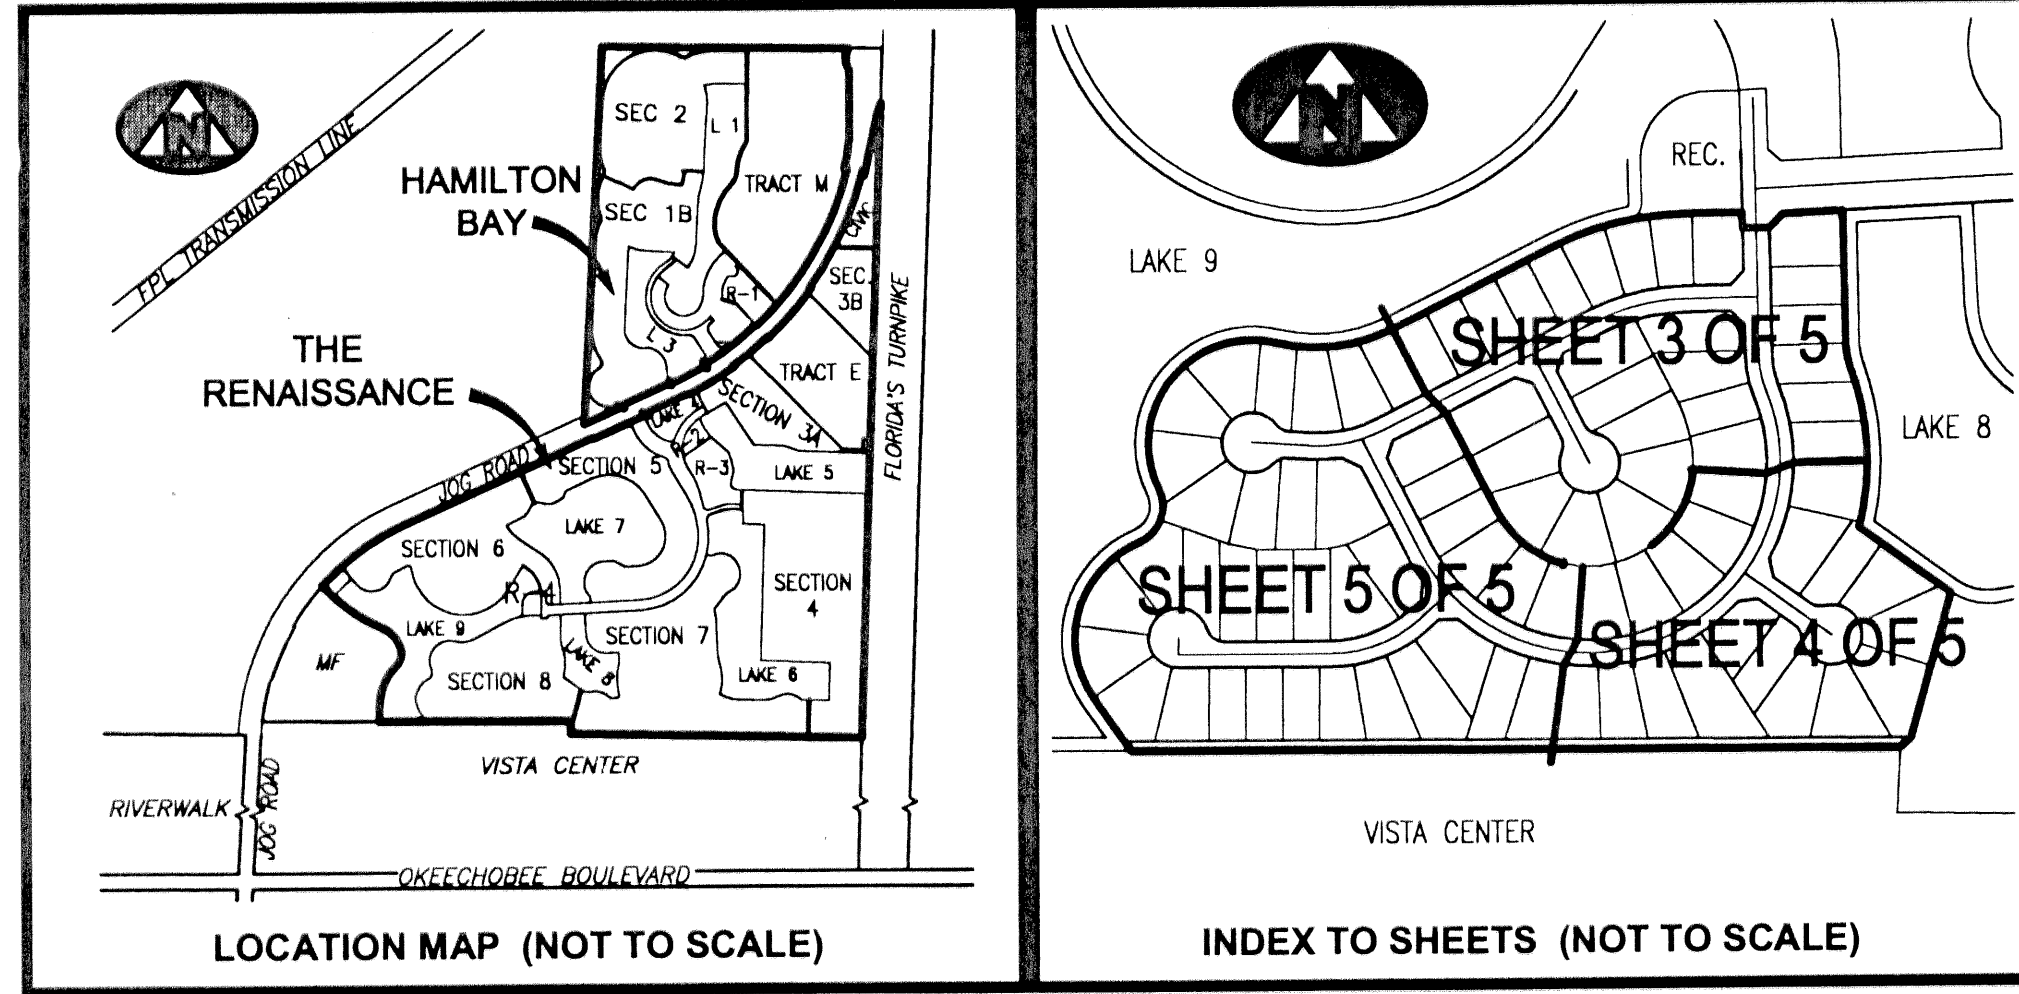 N
SEC 2
L 1
FPL TRANSMISSION LINE
HAMILTON
BAY
TRACT M
SEC 1B
CIVIC
SEC.
3B
R-1
L 3
FLORIDA'S TURNPIKE
THE
RENAISSANCE
TRACT E
SECTION 3A
LAKE 4
R-2
JOG ROAD
SECTION 5
R-3
LAKE 5
LAKE 7
SECTION 6
R-4
SECTION
4
LAKE 9
SECTION 7
MF
LAKE 8
SECTION 8
LAKE 6
VISTA CENTER
RIVERWALK
JOG ROAD
OKEECHOBEE BOULEVARD
LOCATION MAP (NOT TO SCALE)
N
REC.
LAKE 9
SHEET 3 OF 5
LAKE 8
SHEET 5 OF 5
SHEET 4 OF 5
VISTA CENTER
INDEX TO SHEETS (NOT TO SCALE)